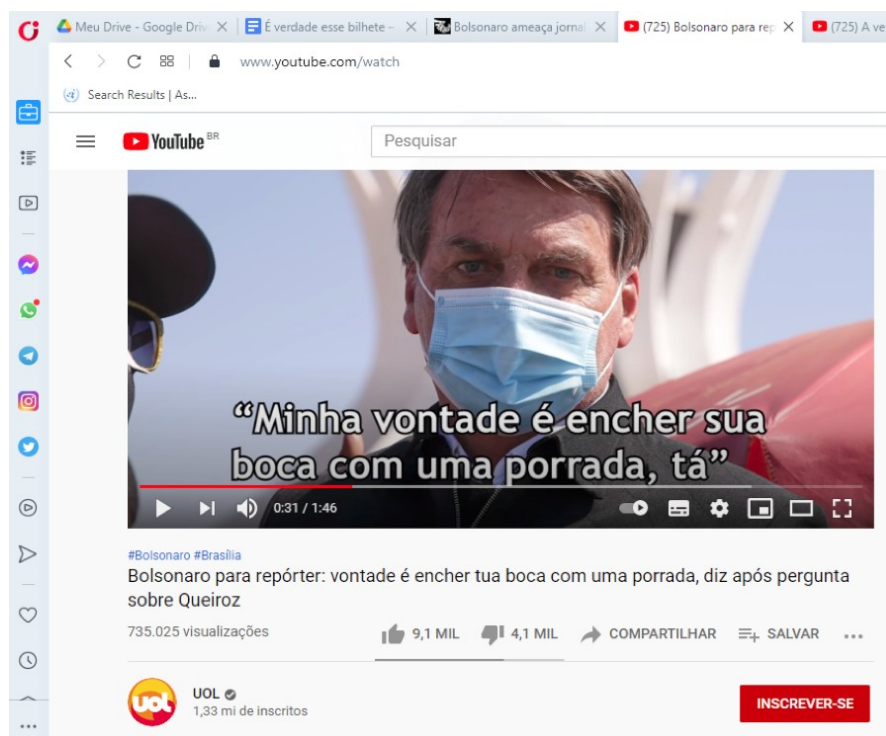 Meu Drive - Google Driv
É verdade esse bilhete –
Bolsonaro ameaça jornal
(725) Bolsonaro para rep
(725) A ve
www.youtube.com/watch
Search Results | As...
YouTube BR
Pesquisar
“Minha vontade é encher sua
boca com uma porrada, tá”
0:31 / 1:46
#Bolsonaro #Brasília
Bolsonaro para repórter: vontade é encher tua boca com uma porrada, diz após pergunta
sobre Queiroz
735.025 visualizações
9,1 MIL
4,1 MIL
COMPARTILHAR
SALVAR
...
uol
UOL
1,33 mi de inscritos
INSCREVER-SE